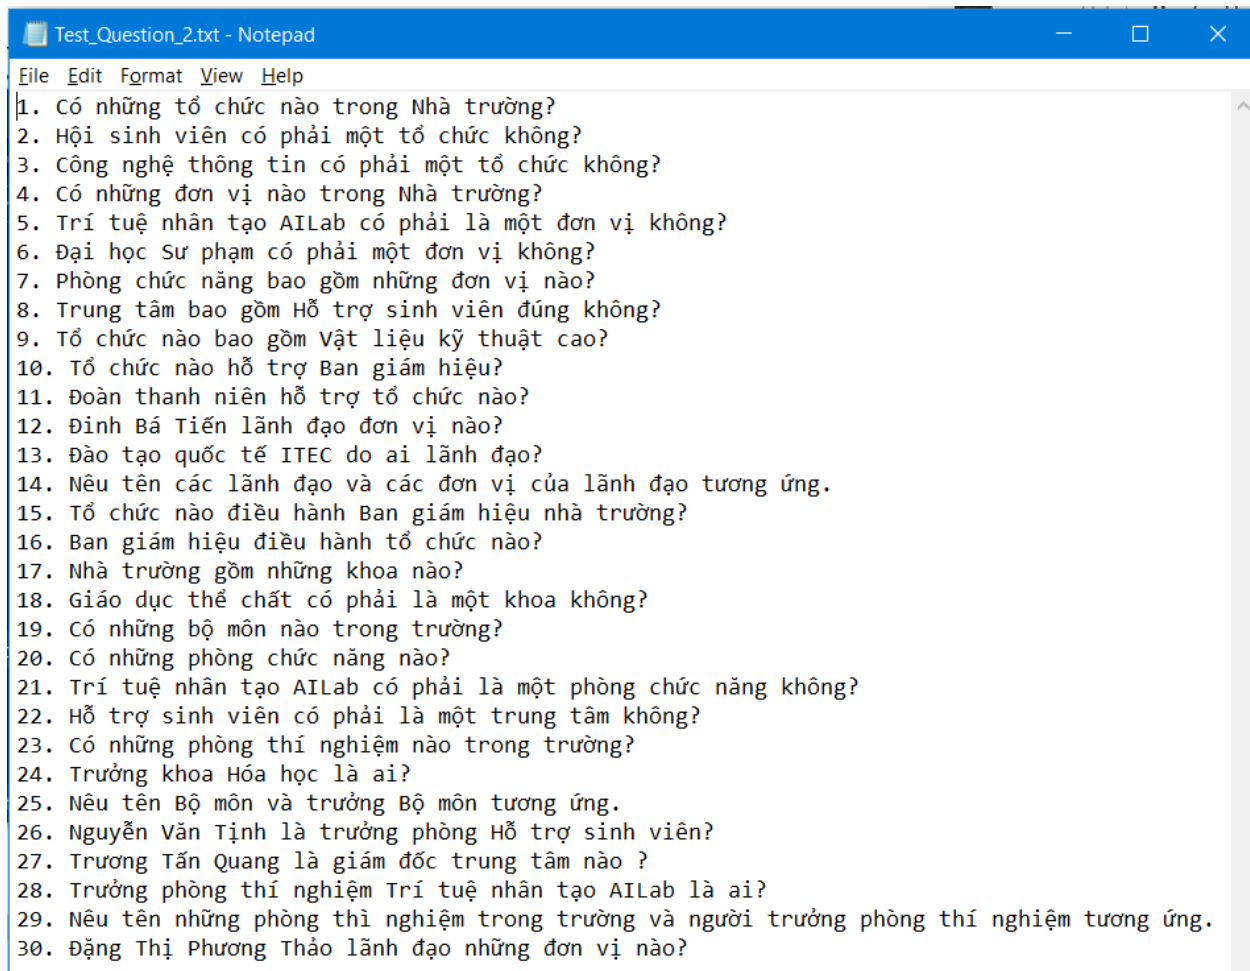 Test_Question_2.txt - Notepad
File Edit Format View Help
1. Có những tổ chức nào trong Nhà trường?
2. Hội sinh viên có phải một tổ chức không?
3. Công nghệ thông tin có phải một tổ chức không?
4. Có những đơn vị nào trong Nhà trường?
5. Trí tuệ nhân tạo AILab có phải là một đơn vị không?
6. Đại học Sư phạm có phải một đơn vị không?
7. Phòng chức năng bao gồm những đơn vị nào?
8. Trung tâm bao gồm Hỗ trợ sinh viên đúng không?
9. Tổ chức nào bao gồm Vật liệu kỹ thuật cao?
10. Tổ chức nào hỗ trợ Ban giám hiệu?
11. Đoàn thanh niên hỗ trợ tổ chức nào?
12. Đinh Bá Tiến lãnh đạo đơn vị nào?
13. Đào tạo quốc tế ITEC do ai lãnh đạo?
14. Nêu tên các lãnh đạo và các đơn vị của lãnh đạo tương ứng.
15. Tổ chức nào điều hành Ban giám hiệu nhà trường?
16. Ban giám hiệu điều hành tổ chức nào?
17. Nhà trường gồm những khoa nào?
18. Giáo dục thể chất có phải là một khoa không?
19. Có những bộ môn nào trong trường?
20. Có những phòng chức năng nào?
21. Trí tuệ nhân tạo AILab có phải là một phòng chức năng không?
22. Hỗ trợ sinh viên có phải là một trung tâm không?
23. Có những phòng thí nghiệm nào trong trường?
24. Trưởng khoa Hóa học là ai?
25. Nêu tên Bộ môn và trưởng Bộ môn tương ứng.
26. Nguyễn Văn Tịnh là trưởng phòng Hỗ trợ sinh viên?
27. Trương Tấn Quang là giám đốc trung tâm nào ?
28. Trưởng phòng thí nghiệm Trí tuệ nhân tạo AILab là ai?
29. Nêu tên những phòng thì nghiệm trong trường và người trưởng phòng thí nghiệm tương ứng.
30. Đặng Thị Phương Thảo lãnh đạo những đơn vị nào?